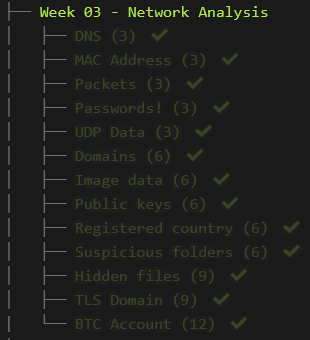 Week 03 - Network Analysis
DNS (3) ✔
MAC Address (3) ✔
Packets (3) ✔
Passwords! (3) ✔
UDP Data (3) ✔
Domains (6) ✔
Image data (6) ✔
Public keys (6) ✔
Registered country (6) ✔
Suspicious folders (6) ✔
Hidden files (9) ✔
TLS Domain (9) ✔
BTC Account (12) ✔